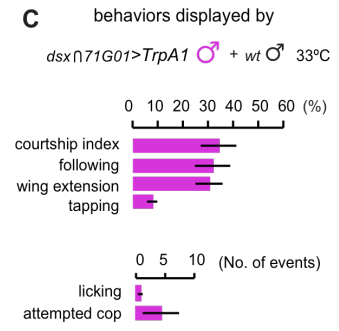 C behaviors displayed by
dsx∩71G01>TrpA1 ♂ + wt ♂ 33ºC
0 10 20 30 40 50 60 (%)
courtship index
following
wing extension
tapping
0 5 10 (No. of events)
licking
attempted cop